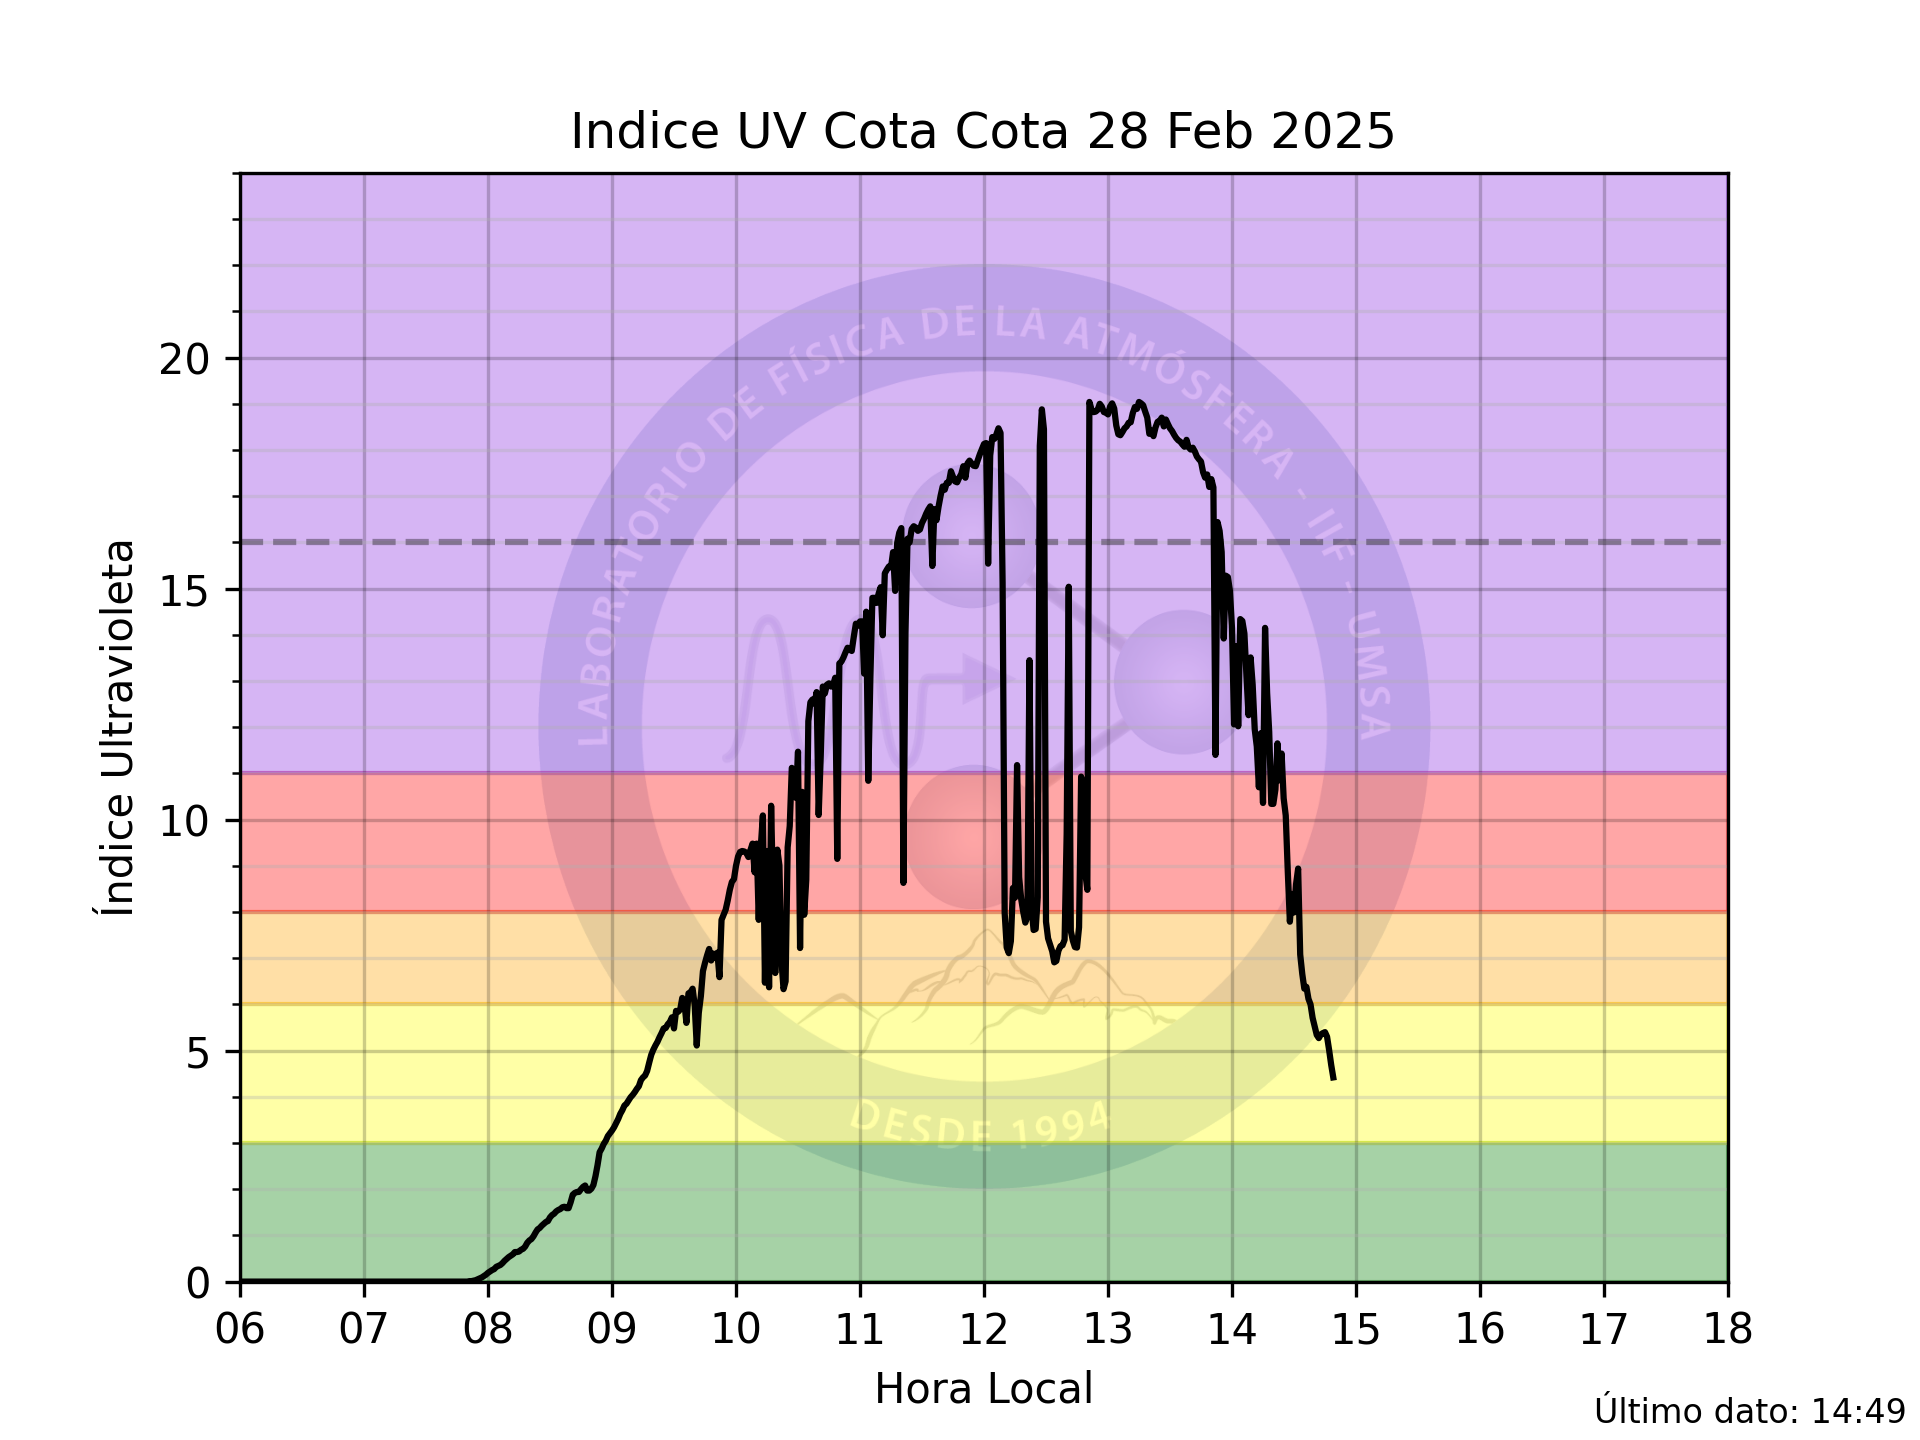 Indice UV Cota Cota 28 Feb 2025
Índice Ultravioleta
20
15
10
5
0
LABORATORIO DE FÍSICA DE LA ATMÓSFERA - IIF - UMSA
DESDE 1994
06 07 08 09 10 11 12 13 14 15 16 17 18
Hora Local
Último dato: 14:49